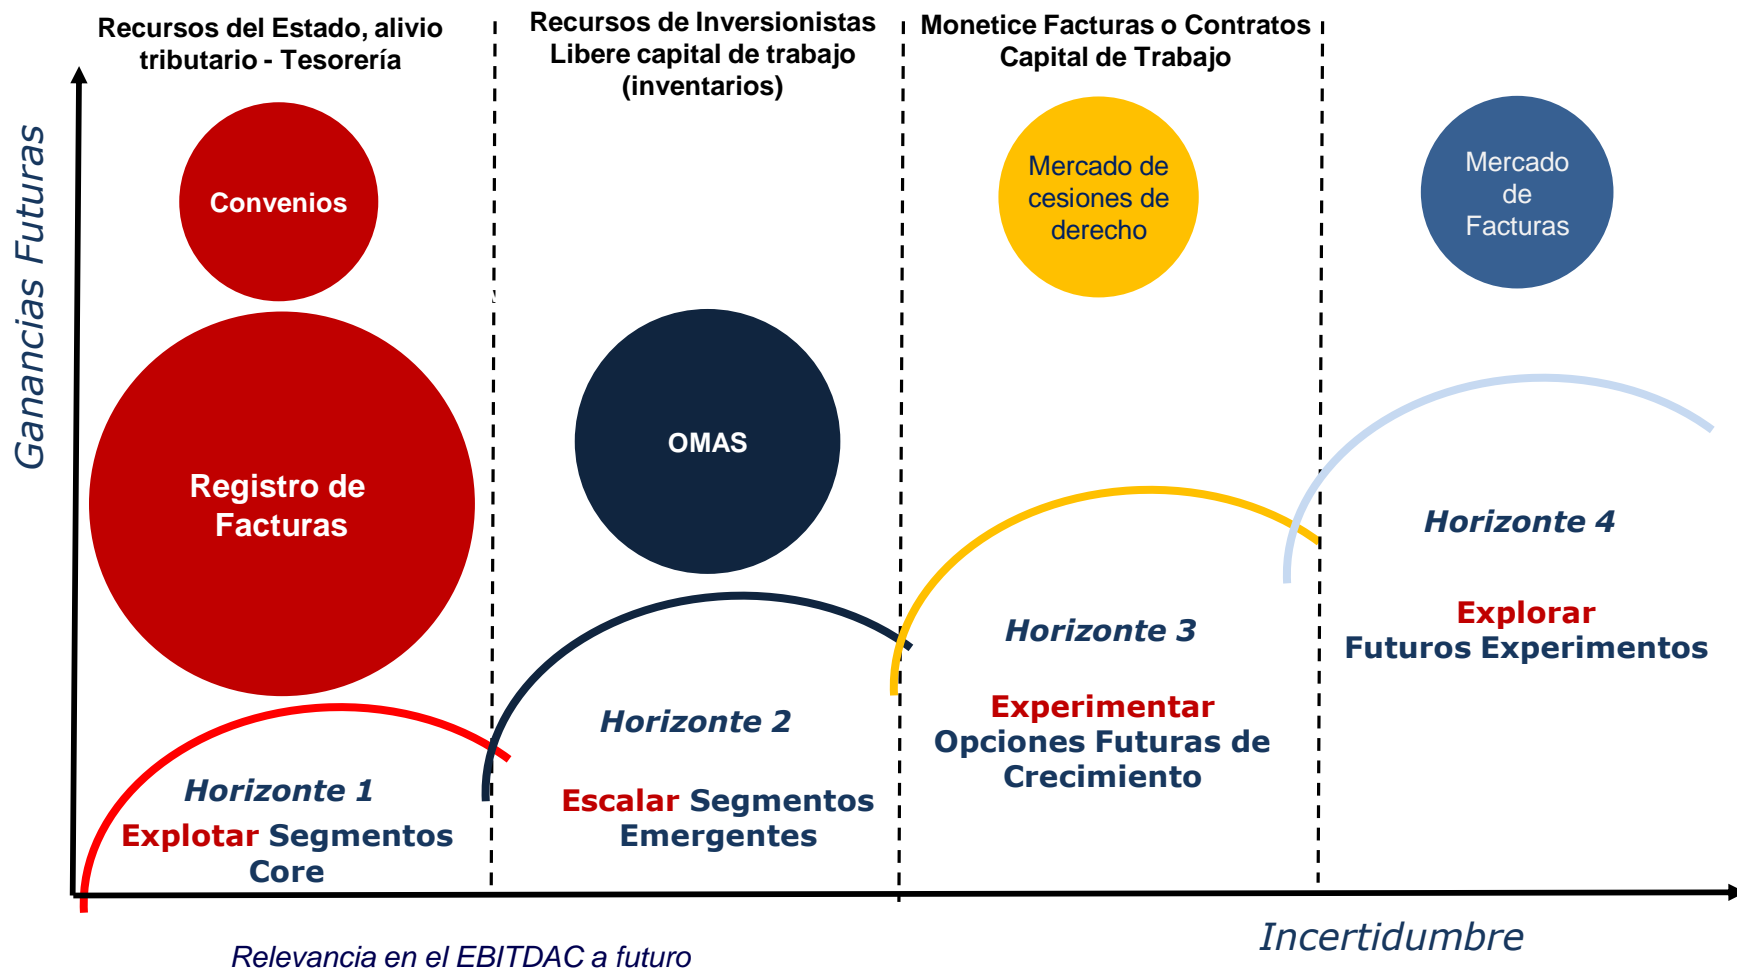 Recursos del Estado, alivio
tributario - Tesorería
Recursos de Inversionistas
Libere capital de trabajo
(inventarios)
Monetice Facturas o Contratos
Capital de Trabajo
Ganancias Futuras
Convenios
Registro de
Facturas
OMAS
Mercado de
cesiones de
derecho
Mercado
de
Facturas
Horizonte 1
Explotar Segmentos
Core
Horizonte 2
Escalar Segmentos
Emergentes
Horizonte 3
Experimentar
Opciones Futuras de
Crecimiento
Horizonte 4
Explorar
Futuros Experimentos
Incertidumbre
Relevancia en el EBITDAC a futuro